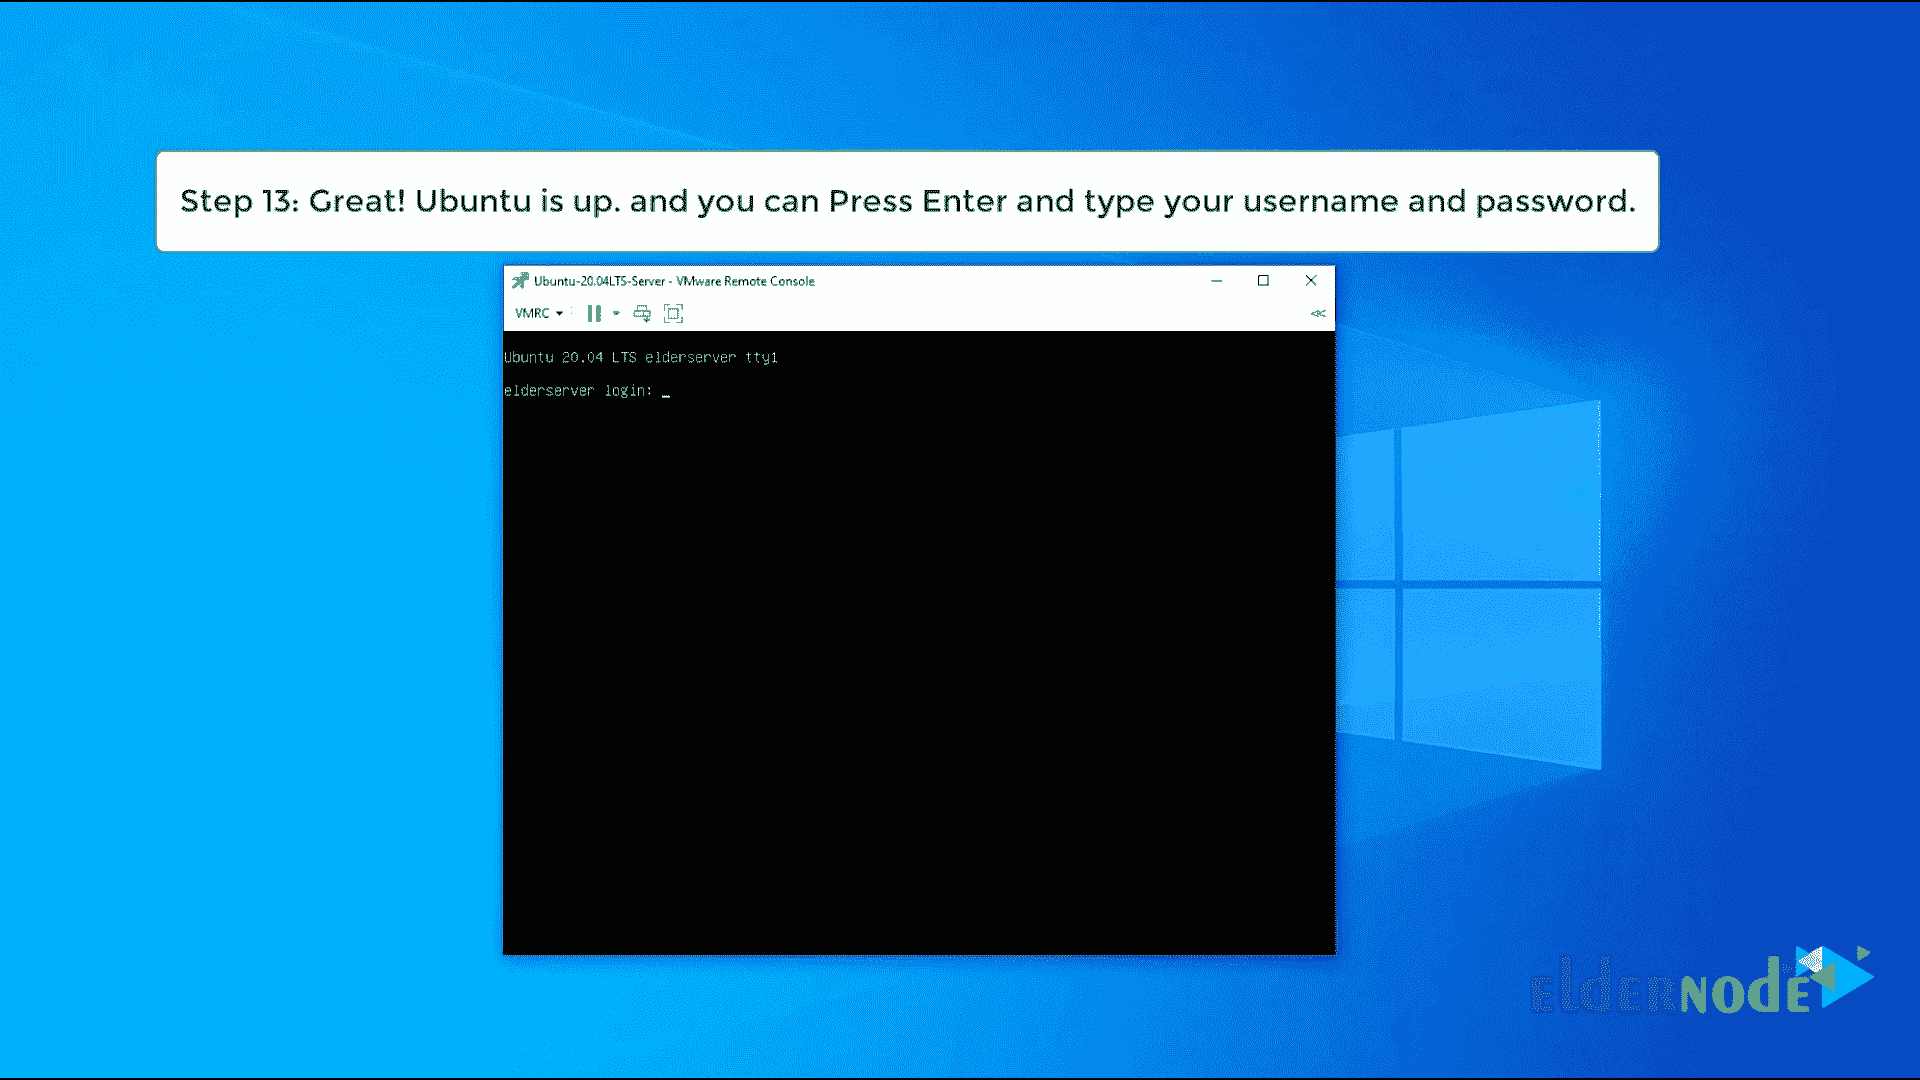 Step 13: Great! Ubuntu is up. and you can Press Enter and type your username and password.
Ubuntu-20.04LTS-Server - VMware Remote Console
VMRC
Ubuntu 20.04 LTS elderserver tty1
elderserver login: _
elderNode